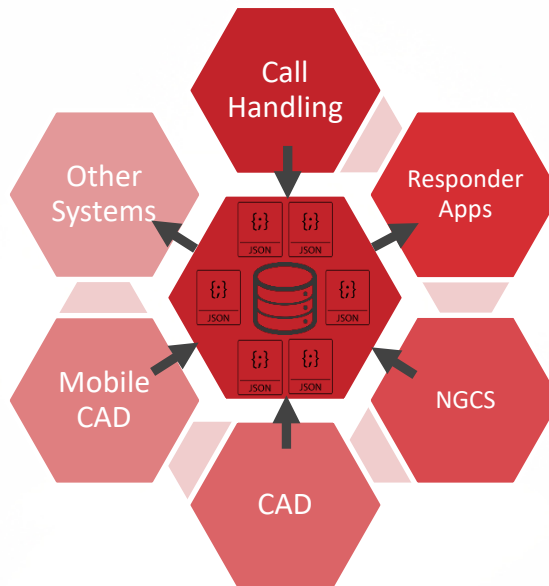 Call
Handling
Other
Systems
Responder
Apps
{;}
JSON
{;}
JSON
{;}
JSON
{;}
JSON
{;}
JSON
{;}
JSON
Mobile
CAD
NGCS
CAD